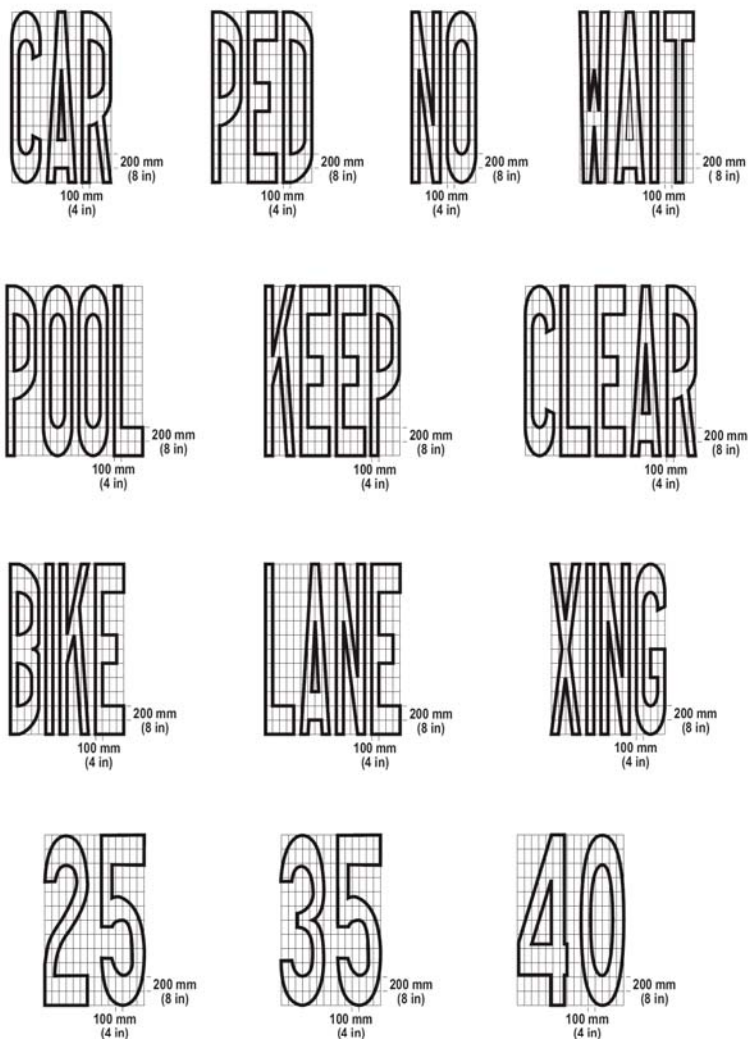 CAR PED NO WAIT
200 mm 200 mm 200 mm 200 mm
(8 in) (8 in) (8 in) ( 8 in)
100 mm 100 mm 100 mm 100 mm
(4 in) (4 in) (4 in) (4 in)
POOL KEEP CLEAR
200 mm 200 mm 200 mm
(8 in) (8 in) (8 in)
100 mm 100 mm 100 mm
(4 in) (4 in) (4 in)
BIKE LANE XING
200 mm 200 mm 200 mm
(8 in) (8 in) (8 in)
100 mm 100 mm 100 mm
(4 in) (4 in) (4 in)
25 35 40
200 mm 200 mm 200 mm
(8 in) (8 in) (8 in)
100 mm 100 mm 100 mm
(4 in) (4 in) (4 in)